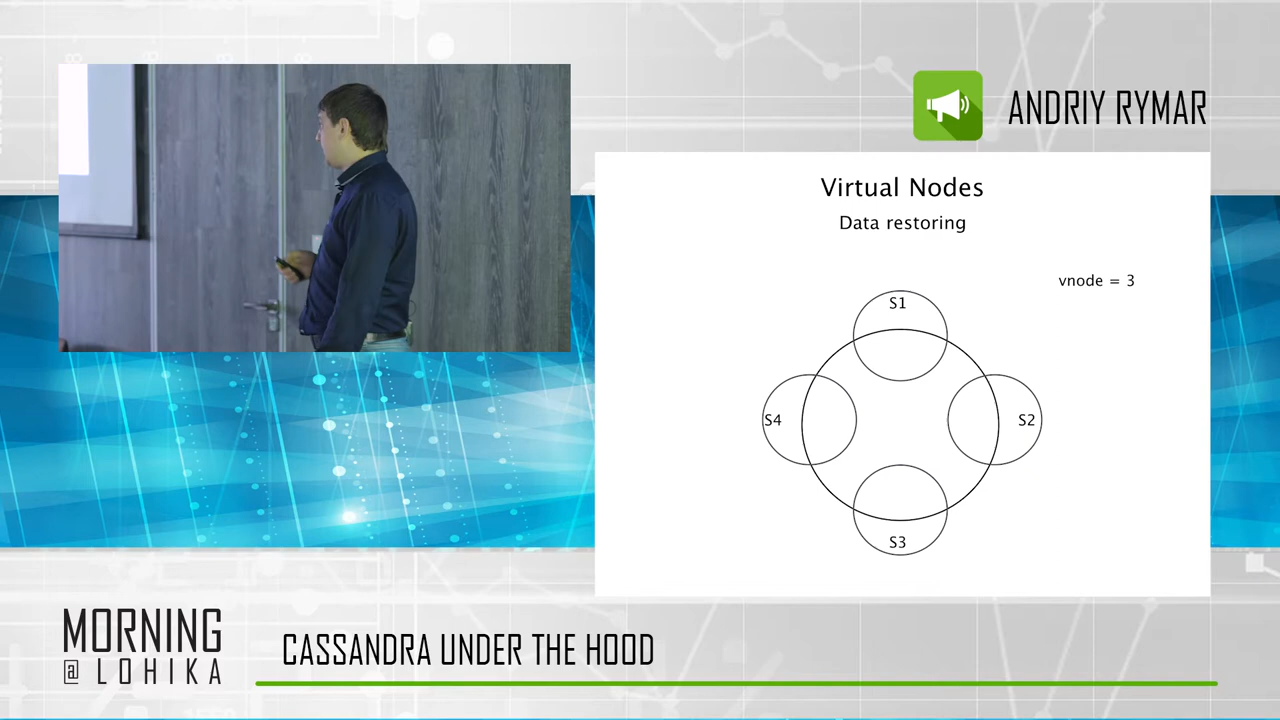 ANDRIY RYMAR
Virtual Nodes
Data restoring
vnode = 3
S1
S4
S2
S3
MORNING
@ LOHIKA
CASSANDRA UNDER THE HOOD